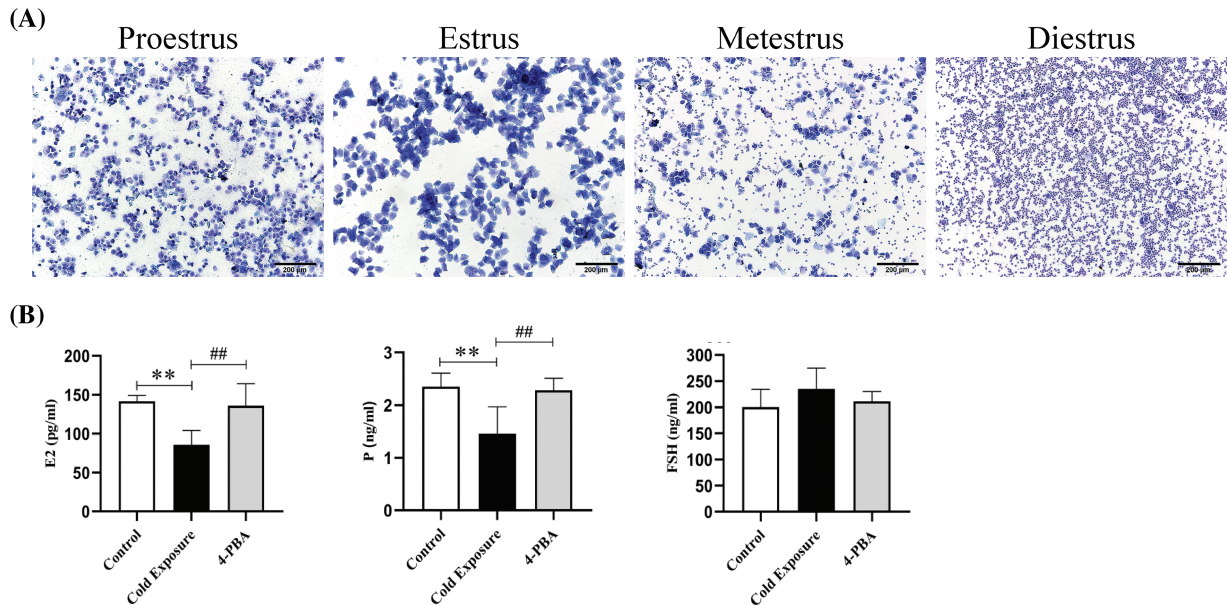 (A)
Proestrus Estrus Metestrus Diestrus
200 μm 200 μm 200 μm 200 μm
(B)
E2 (pg/ml)
200
150
100
50
0
**
##
Control
Cold Exposure
4-PBA
P (ng/ml)
3
2
1
0
**
##
Control
Cold Exposure
4-PBA
FSH (ng/ml)
300
250
200
150
100
50
0
Control
Cold Exposure
4-PBA